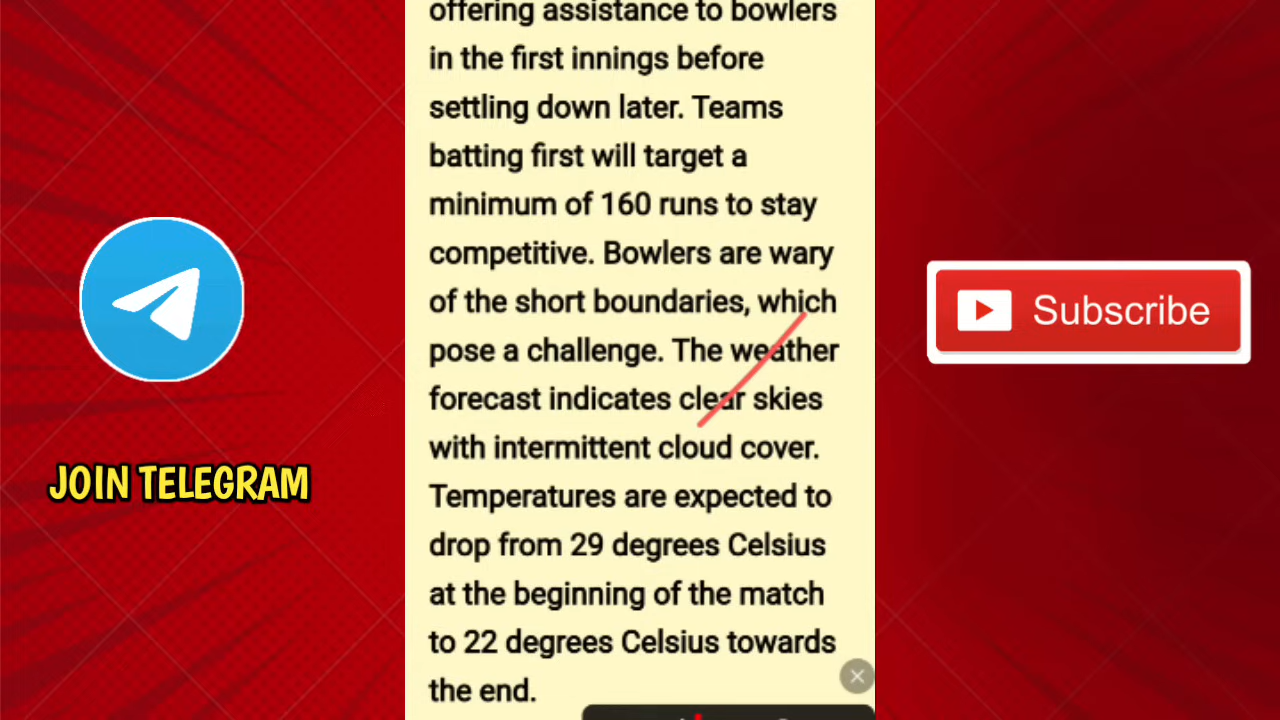 offering assistance to bowlers
in the first innings before
settling down later. Teams
batting first will target a
minimum of 160 runs to stay
competitive. Bowlers are wary
of the short boundaries, which
pose a challenge. The weather
forecast indicates clear skies
with intermittent cloud cover.
Temperatures are expected to
drop from 29 degrees Celsius
at the beginning of the match
to 22 degrees Celsius towards
the end.
JOIN TELEGRAM
Subscribe